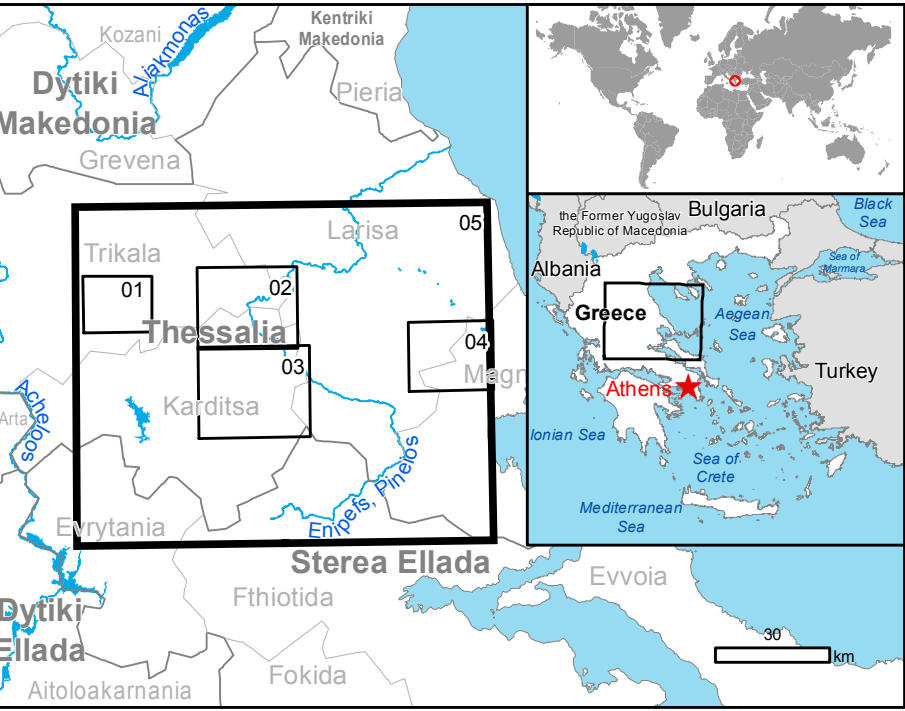 Kozani
Aliakmonas
Kentriki
Makedonia
Dytiki
Makedonia
Pieria
Grevena
05
Larisa
Trikala
01
02
Thessalia
04
03
Magn
Karditsa
Acheloos
Arta
Enipefs, Pineios
Evrytania
Sterea Ellada
Evvoia
Fthiotida
Dytiki
Ellada
Fokida
Aitoloakarnania
30
km
the Former Yugoslav
Republic of Macedonia
Bulgaria
Black
Sea
Albania
Sea of
Marmara
Greece
Aegean
Sea
Turkey
Athens
Ionian Sea
Sea of
Crete
Mediterranean
Sea